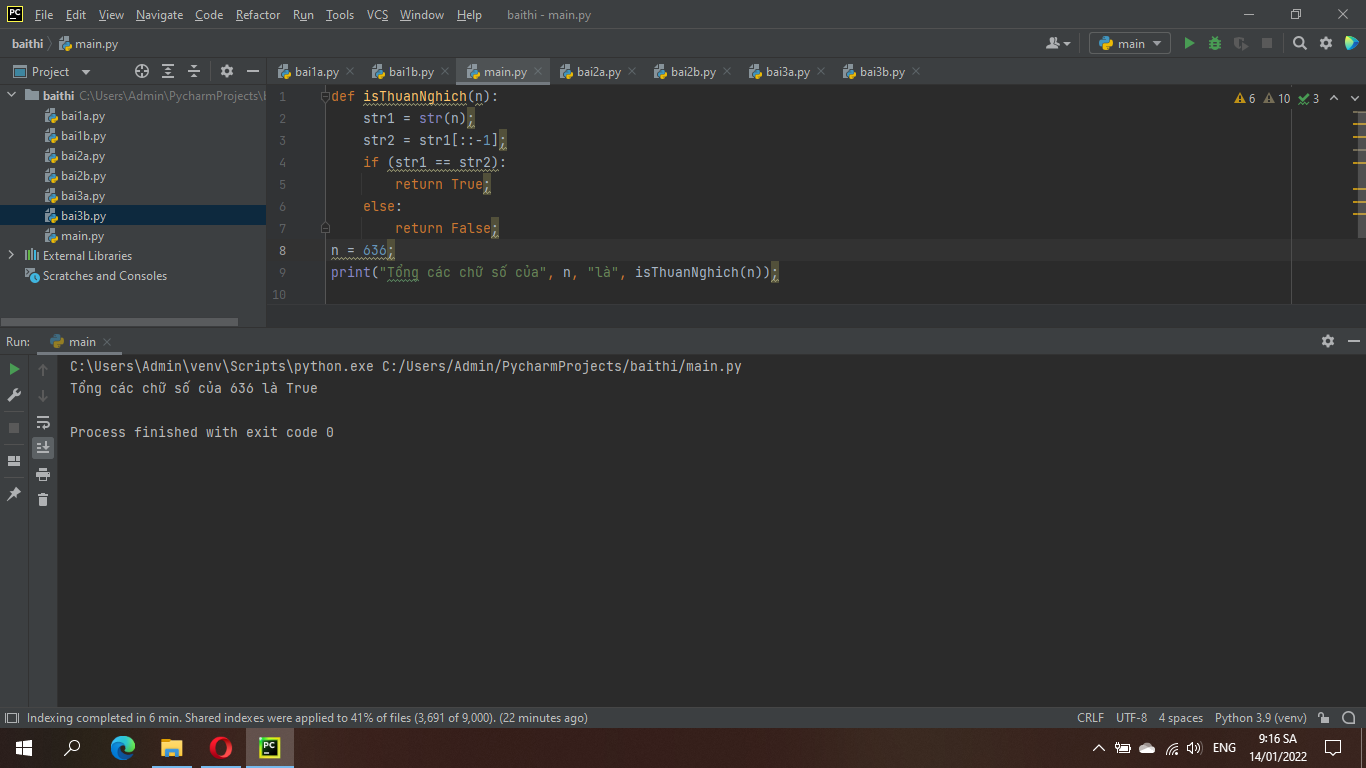 PC File Edit View Navigate Code Refactor Run Tools VCS Window Help baithi - main.py
baithi main.py main
Project
bai1a.py bai1b.py main.py bai2a.py bai2b.py bai3a.py bai3b.py
baithi C:\Users\Admin\PycharmProjects\
bai1a.py
bai1b.py
bai2a.py
bai2b.py
bai3a.py
bai3b.py
main.py
External Libraries
Scratches and Consoles
6 10 3
1 def isThuanNghich(n):
2 str1 = str(n);
3 str2 = str1[::-1];
4 if (str1 == str2):
5 return True;
6 else:
7 return False;
8 n = 636;
9 print("Tổng các chữ số của", n, "là", isThuanNghich(n));
10
Run: main
C:\Users\Admin\venv\Scripts\python.exe C:/Users/Admin/PycharmProjects/baithi/main.py
Tổng các chữ số của 636 là True
Process finished with exit code 0
Indexing completed in 6 min. Shared indexes were applied to 41% of files (3,691 of 9,000). (22 minutes ago) CRLF UTF-8 4 spaces Python 3.9 (venv)
PC ENG 9:16 SA
14/01/2022